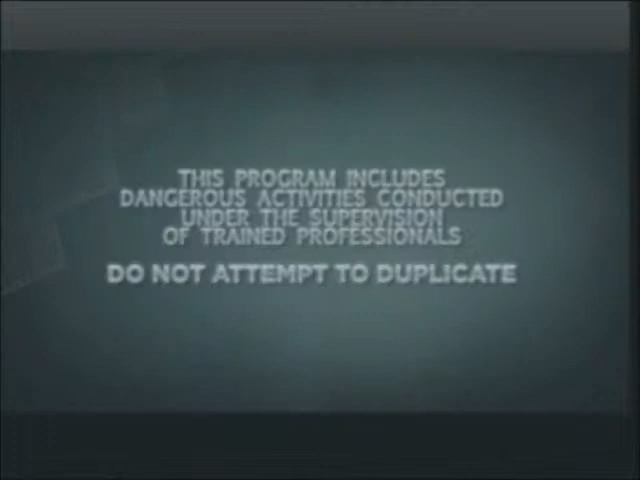 THIS PROGRAM INCLUDES
DANGEROUS ACTIVITIES CONDUCTED
UNDER THE SUPERVISION
OF TRAINED PROFESSIONALS
DO NOT ATTEMPT TO DUPLICATE